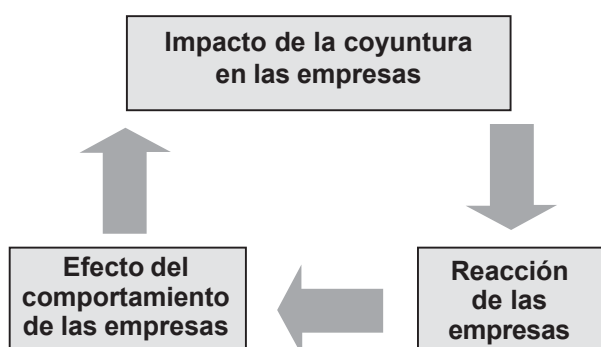 Impacto de la coyuntura
en las empresas
Efecto del
comportamiento
de las empresas
Reacción
de las
empresas